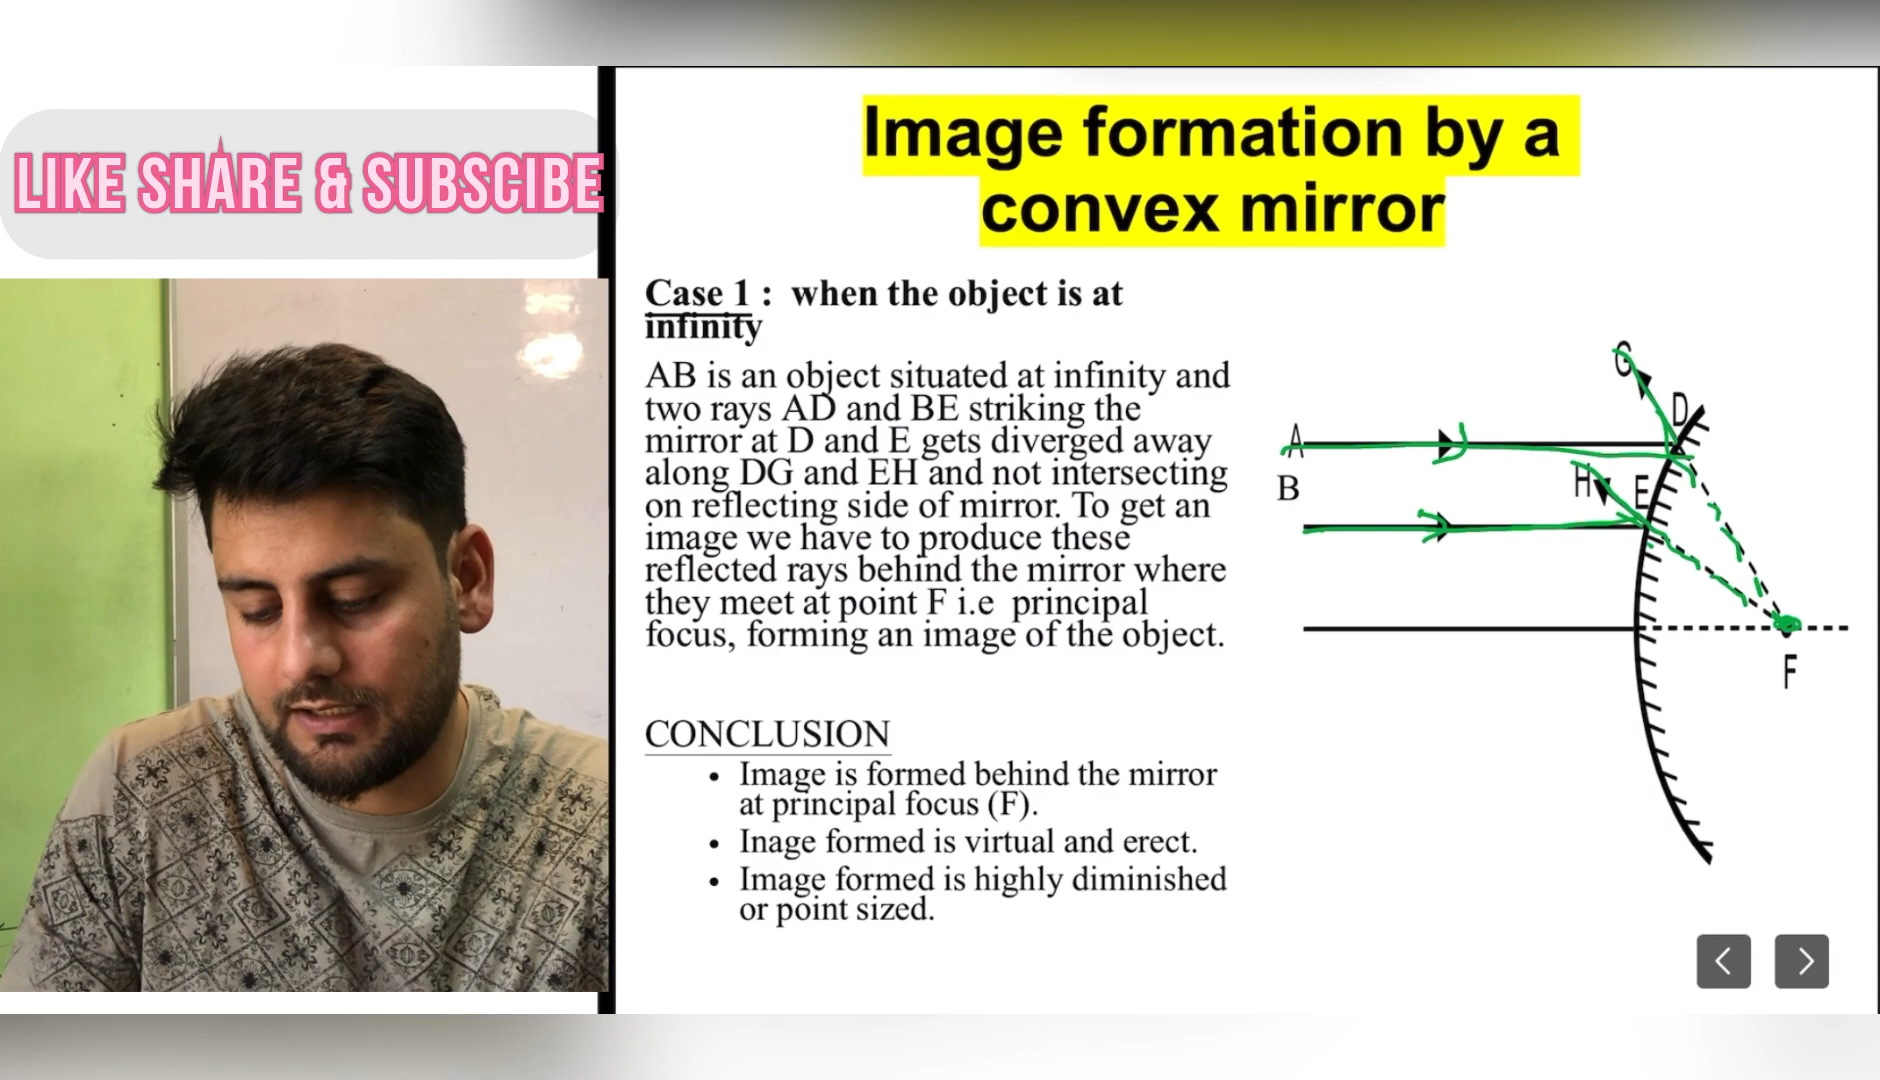 LIKE SHARE & SUBSCIBE
Image formation by a
convex mirror
Case 1 : when the object is at
infinity
AB is an object situated at infinity and
two rays AD and BE striking the
mirror at D and E gets diverged away
along DG and EH and not intersecting
on reflecting side of mirror. To get an
image we have to produce these
reflected rays behind the mirror where
they meet at point F i.e principal
focus, forming an image of the object.
CONCLUSION
• Image is formed behind the mirror
at principal focus (F).
• Inage formed is virtual and erect.
• Image formed is highly diminished
or point sized.
G
D
A
H
E
B
F